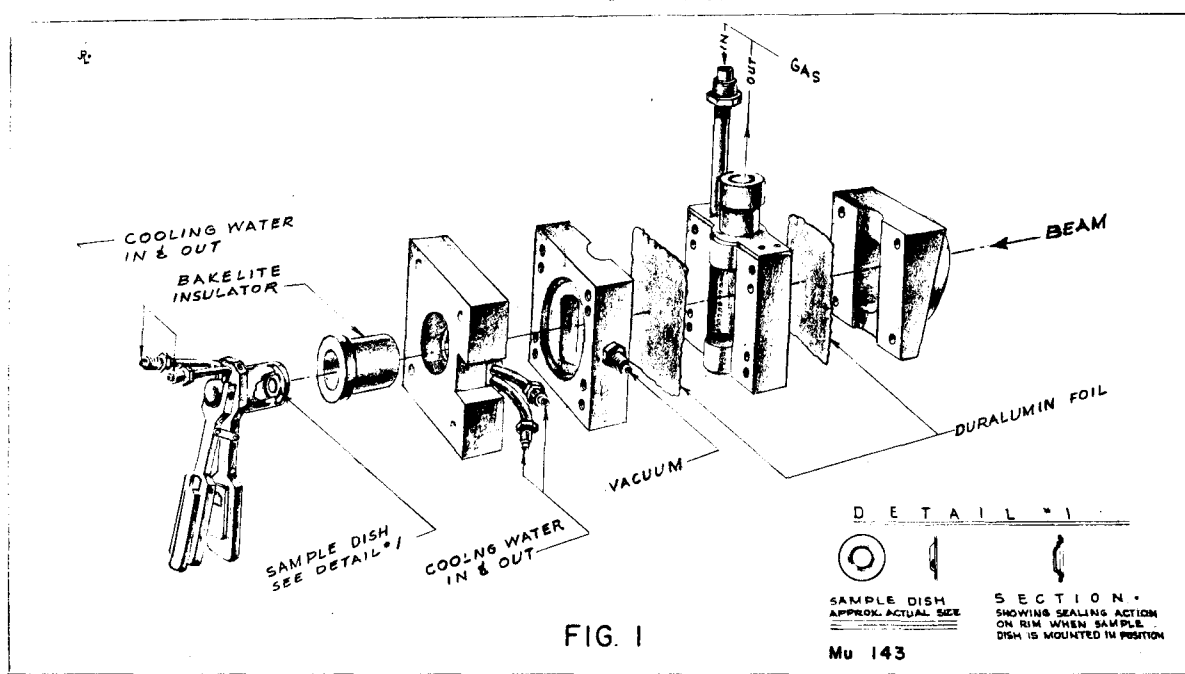 IN
OUT
GAS
BEAM
COOLING WATER
IN & OUT
BAKELITE
INSULATOR
DURALUMIN FOIL
VACUUM
SAMPLE DISH
SEE DETAIL #1
COOLNG WATER
IN & OUT
DETAIL #1
SAMPLE DISH
APPROX. ACTUAL SIZE
SECTION.
SHOWING SEALING ACTION
ON RIM WHEN SAMPLE
DISH IS MOUNTED IN POSITION
FIG. 1
Mu 143